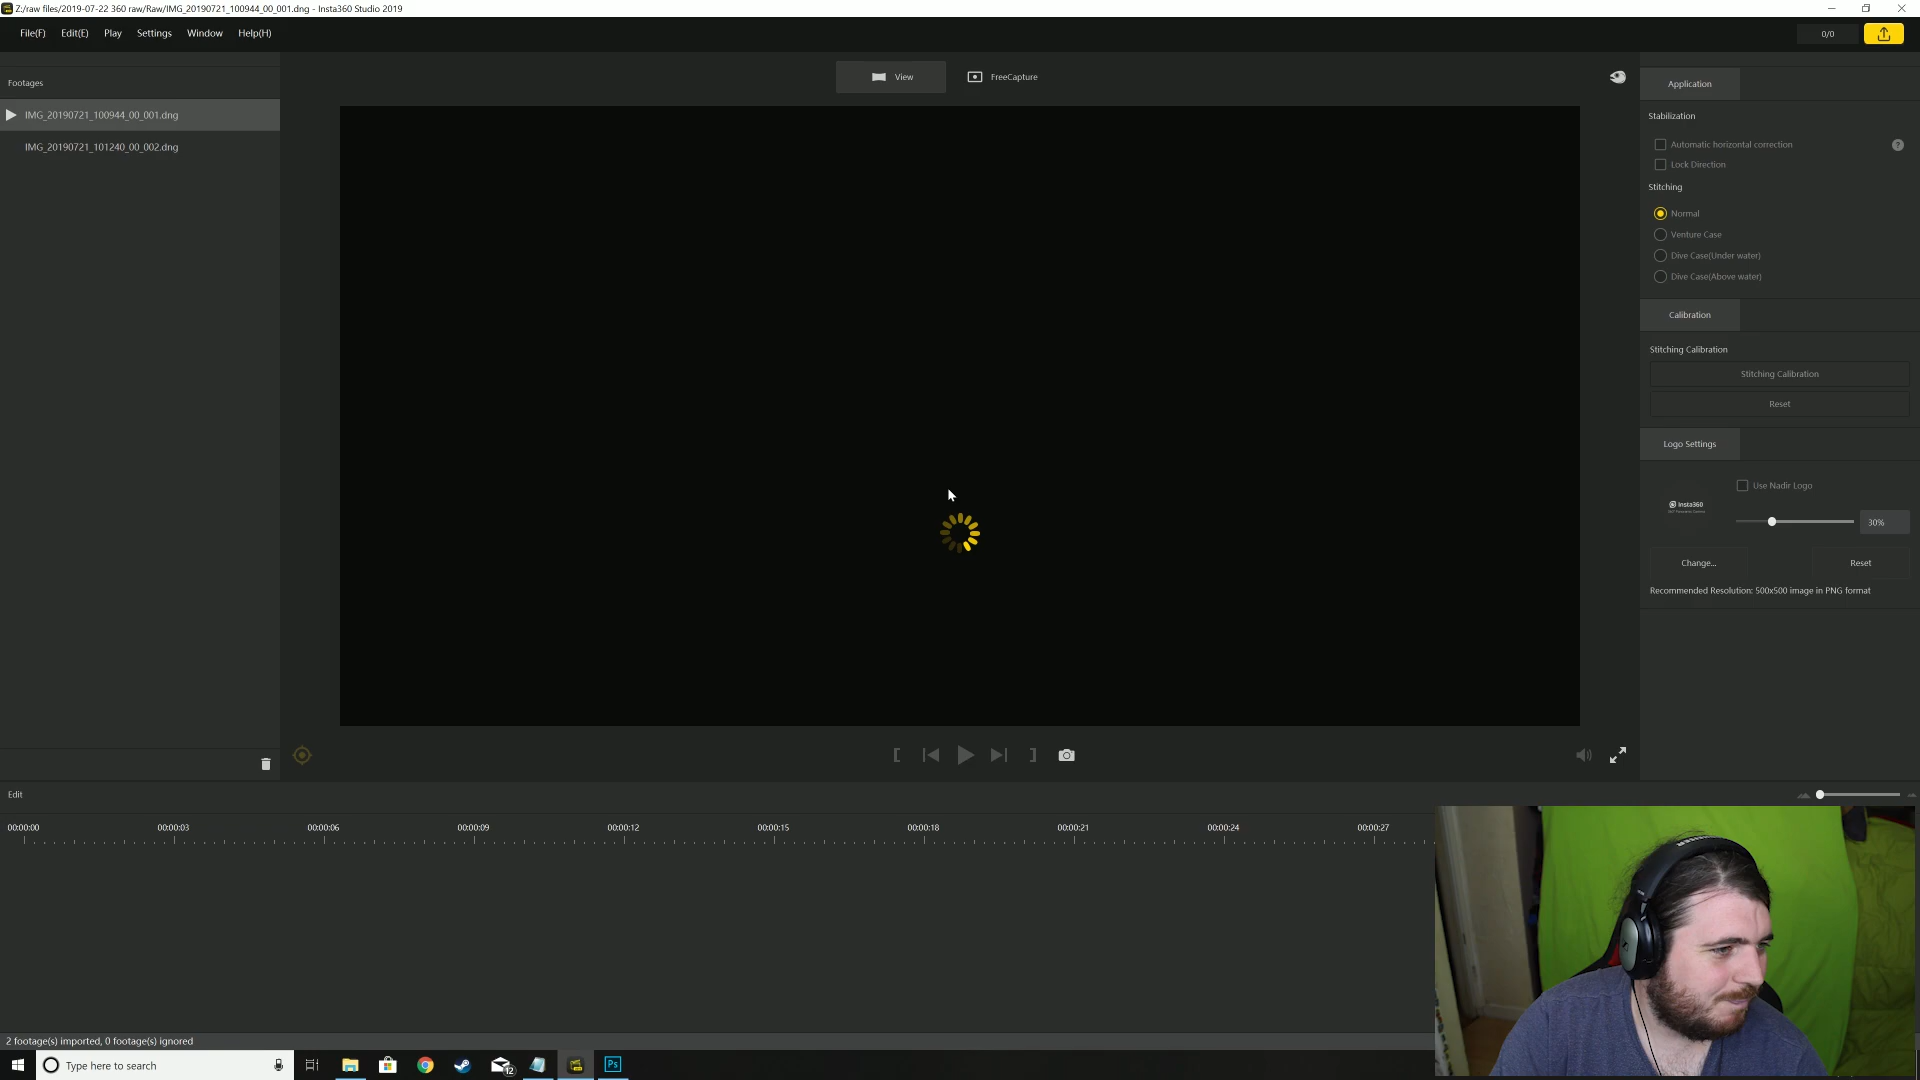 Z:/raw files/2019-07-22 360 raw/Raw/IMG_20190721_100944_00_001.dng - Insta360 Studio 2019
File(F) Edit(E) Play Settings Window Help(H)
0/0
Footages
View
FreeCapture
Application
IMG_20190721_100944_00_001.dng
IMG_20190721_101240_00_002.dng
Stabilization
Automatic horizontal correction
?
Lock Direction
Stitching
Normal
Venture Case
Dive Case(Under water)
Dive Case(Above water)
Calibration
Stitching Calibration
Stitching Calibration
Reset
Logo Settings
Use Nadir Logo
Insta360
30%
Change...
Reset
Recommended Resolution: 500x500 image in PNG format
Edit
00:00:00 00:00:03 00:00:06 00:00:09 00:00:12 00:00:15 00:00:18 00:00:21 00:00:24 00:00:27
2 footage(s) imported, 0 footage(s) ignored
Type here to search
12
Ps